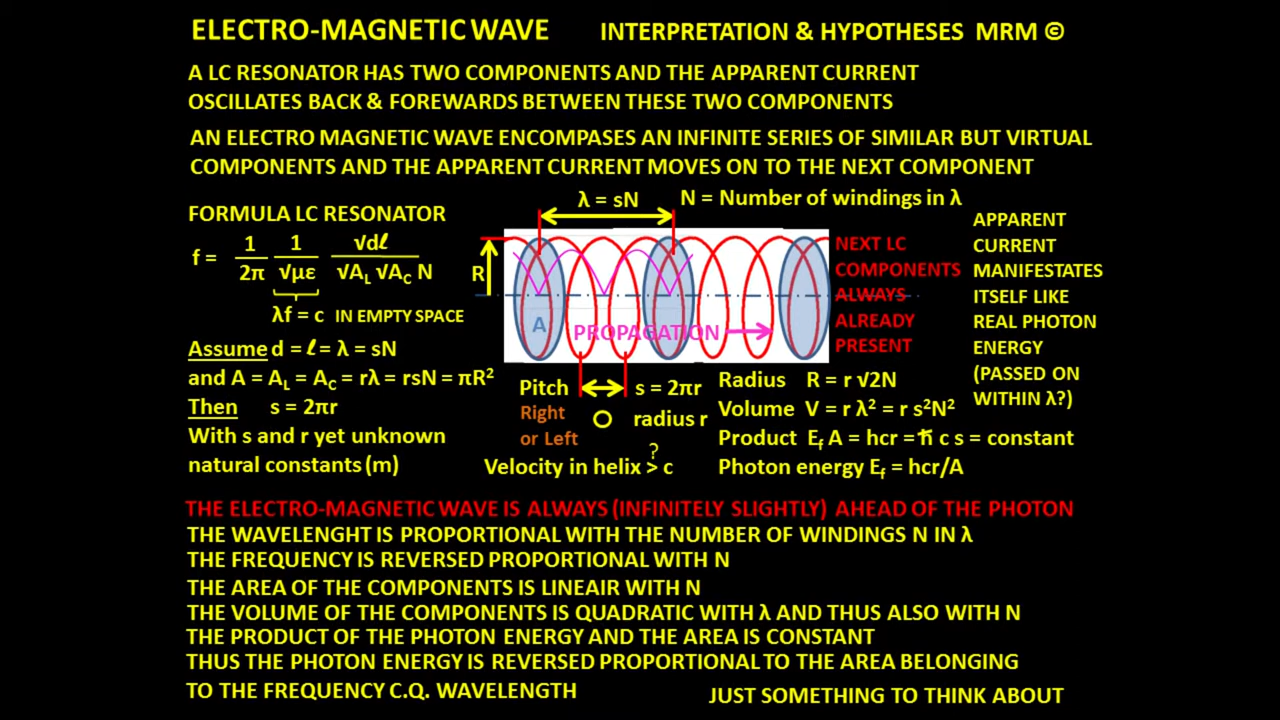 ELECTRO-MAGNETIC WAVE INTERPRETATION & HYPOTHESES MRM ©
A LC RESONATOR HAS TWO COMPONENTS AND THE APPARENT CURRENT
OSCILLATES BACK & FOREWARDS BETWEEN THESE TWO COMPONENTS
AN ELECTRO MAGNETIC WAVE ENCOMPASES AN INFINITE SERIES OF SIMILAR BUT VIRTUAL
COMPONENTS AND THE APPARENT CURRENT MOVES ON TO THE NEXT COMPONENT
λ = sN N = Number of windings in λ
FORMULA LC RESONATOR
f = 1 1 √dℓ
2π √με √A_L √A_C N
λf = c IN EMPTY SPACE
Assume d = ℓ = λ = sN
and A = A_L = A_C = rλ = rsN = πR²
Then s = 2πr
With s and r yet unknown
natural constants (m)
R
A
PROPAGATION
NEXT LC
COMPONENTS
ALWAYS
ALREADY
PRESENT
APPARENT
CURRENT
MANIFESTATES
ITSELF LIKE
REAL PHOTON
ENERGY
(PASSED ON
WITHIN λ?)
Pitch s = 2πr
Right
or Left
radius r
?
Velocity in helix > c
Radius R = r √2N
Volume V = r λ² = r s²N²
Product E_f A = hcr = ℏ c s = constant
Photon energy E_f = hcr/A
THE ELECTRO-MAGNETIC WAVE IS ALWAYS (INFINITELY SLIGHTLY) AHEAD OF THE PHOTON
THE WAVELENGHT IS PROPORTIONAL WITH THE NUMBER OF WINDINGS N IN λ
THE FREQUENCY IS REVERSED PROPORTIONAL WITH N
THE AREA OF THE COMPONENTS IS LINEAIR WITH N
THE VOLUME OF THE COMPONENTS IS QUADRATIC WITH λ AND THUS ALSO WITH N
THE PRODUCT OF THE PHOTON ENERGY AND THE AREA IS CONSTANT
THUS THE PHOTON ENERGY IS REVERSED PROPORTIONAL TO THE AREA BELONGING
TO THE FREQUENCY C.Q. WAVELENGTH
JUST SOMETHING TO THINK ABOUT